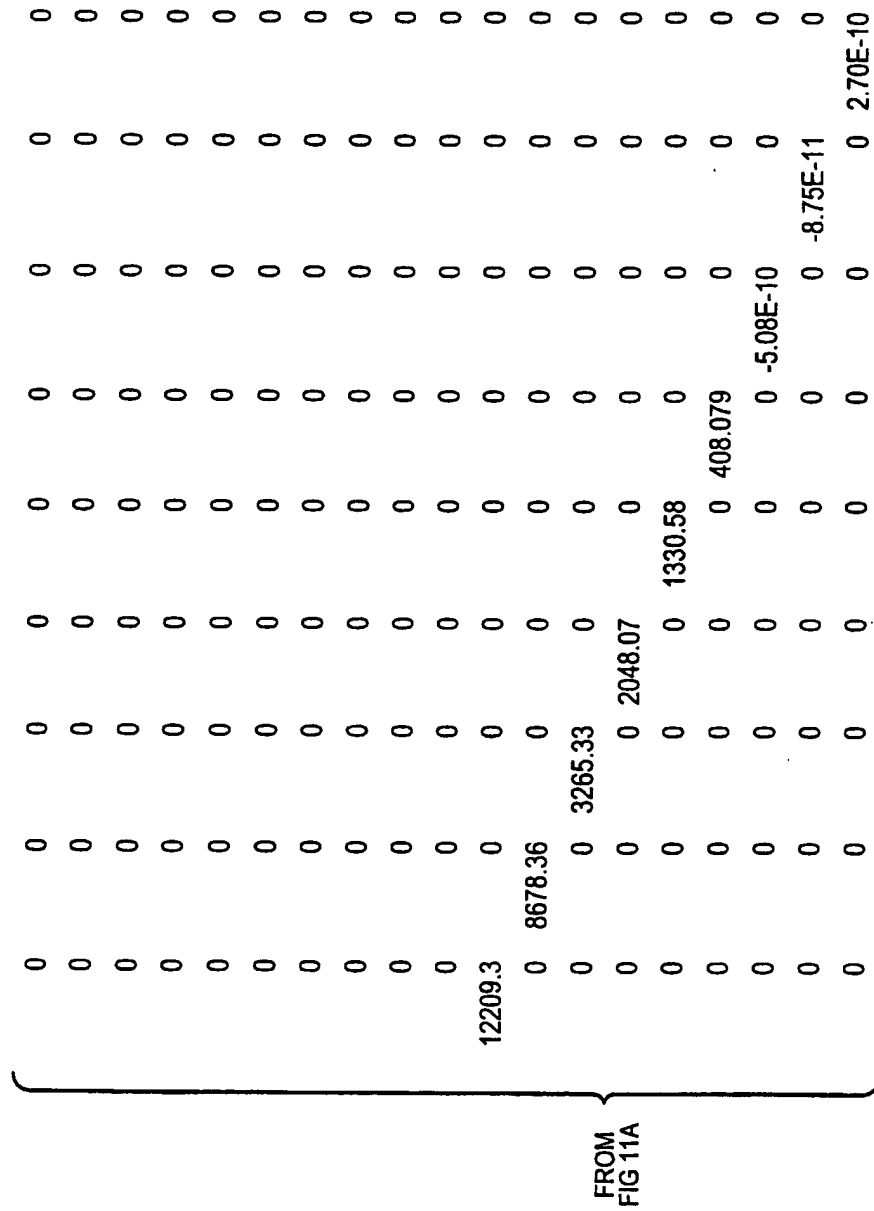 FROM
FIG 11A
0 0 0 0 0 0 0 0 0
0 0 0 0 0 0 0 0 0
0 0 0 0 0 0 0 0 0
0 0 0 0 0 0 0 0 0
0 0 0 0 0 0 0 0 0
0 0 0 0 0 0 0 0 0
0 0 0 0 0 0 0 0 0
0 0 0 0 0 0 0 0 0
0 0 0 0 0 0 0 0 0
0 0 0 0 0 0 0 0 0
12209.3 0 0 0 0 0 0 0 0
0 8678.36 0 0 0 0 0 0 0
0 0 3265.33 0 0 0 0 0 0
0 0 0 2048.07 0 0 0 0 0
0 0 0 0 1330.58 0 0 0 0
0 0 0 0 0 408.079 0 0 0
0 0 0 0 0 0 -5.08E-10 0 0
0 0 0 0 0 0 0 -8.75E-11 0
0 0 0 0 0 0 0 0 2.70E-10